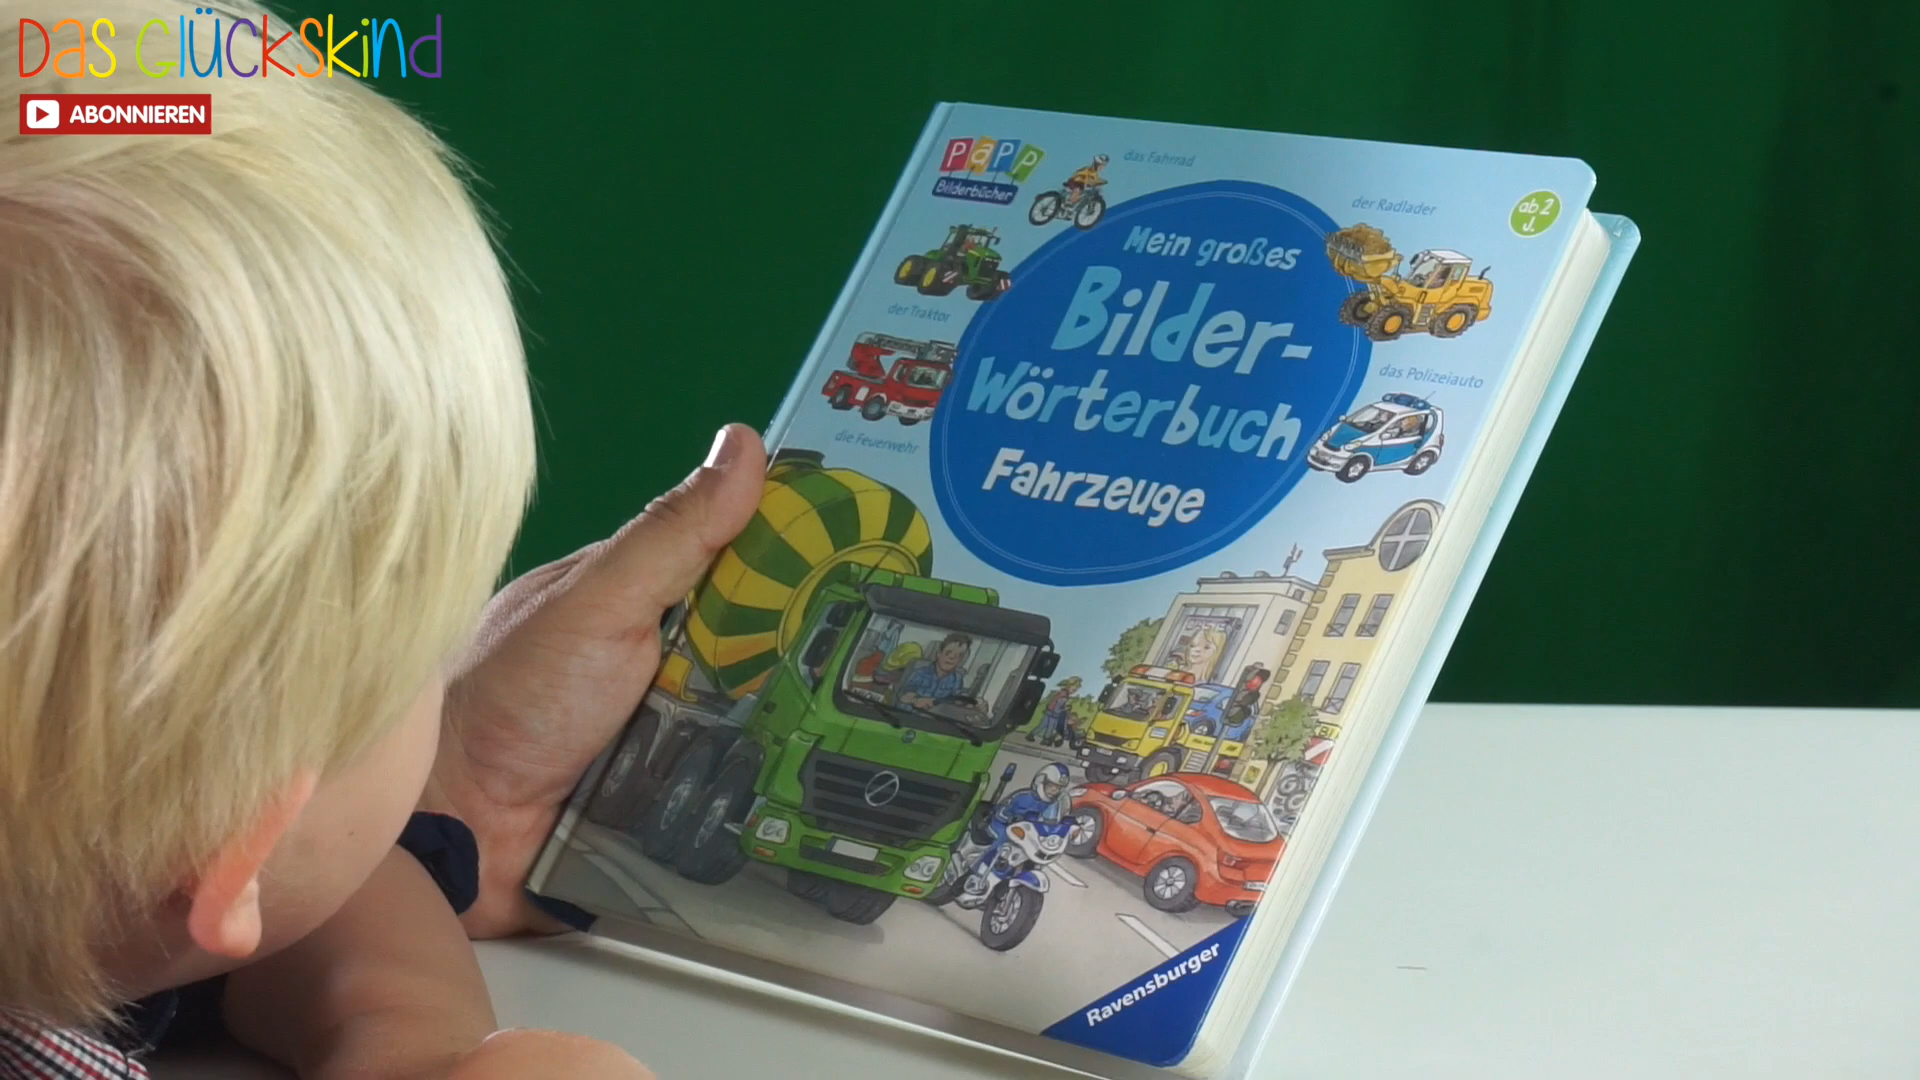 Das Glückskind
ABONNIEREN
PaPP
Bilderbücher
das Fahrrad
der Radlader
ab 2
J.
der Traktor
das Polizeiauto
die Feuerwehr
Mein großes
Bilder-
Wörterbuch
Fahrzeuge
Ravensburger